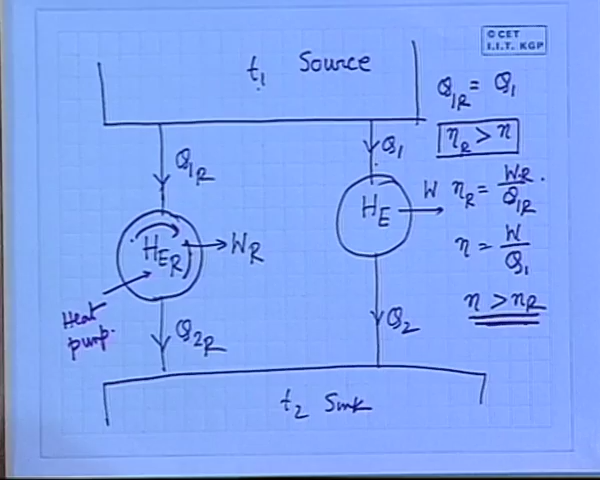 © CET
I.I.T. KGP
t₁ Source
Q₁R = Q₁
ηR > η
Q₁R
Q₁
HER
WR
HE
W
ηR = WR / Q₁R
η = W / Q₁
η > ηR
Heat
pump.
Q₂R
Q₂
t₂ Sink